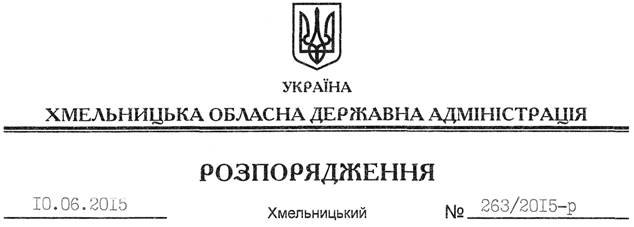 УКРАЇНА
ХМЕЛЬНИЦЬКА ОБЛАСНА ДЕРЖАВНА АДМІНІСТРАЦІЯ
РОЗПОРЯДЖЕННЯ
10.06.2015 Хмельницький № 263/2015-р